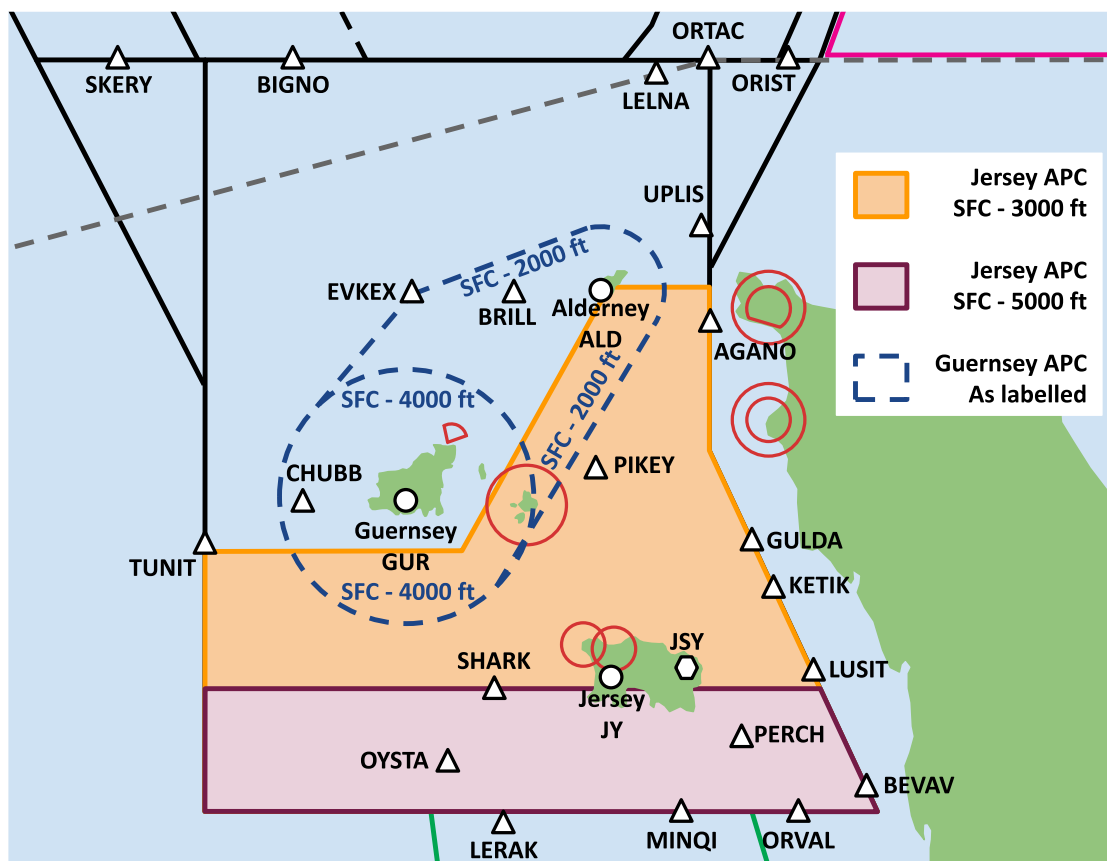 ORTAC
SKERY
BIGNO
LELNA
ORIST
UPLIS
Jersey APC
SFC - 3000 ft
Jersey APC
SFC - 5000 ft
Guernsey APC
As labelled
EVKEX
SFC - 2000 ft
BRILL
Alderney
ALD
AGANO
SFC - 4000 ft
SFC - 2000 ft
CHUBB
PIKEY
Guernsey
GUR
GULDA
TUNIT
SFC - 4000 ft
KETIK
SHARK
JSY
LUSIT
Jersey
JY
PERCH
OYSTA
BEVAV
LERAK
MINQI
ORVAL